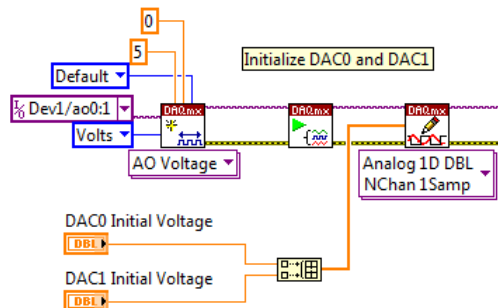 0
5
Initialize DAC0 and DAC1
Default
DAQmx
DAQmx
DAQmx
I/O Dev1/ao0:1
Volts
AO Voltage
Analog 1D DBL
NChan 1Samp
DAC0 Initial Voltage
DBL
DAC1 Initial Voltage
DBL